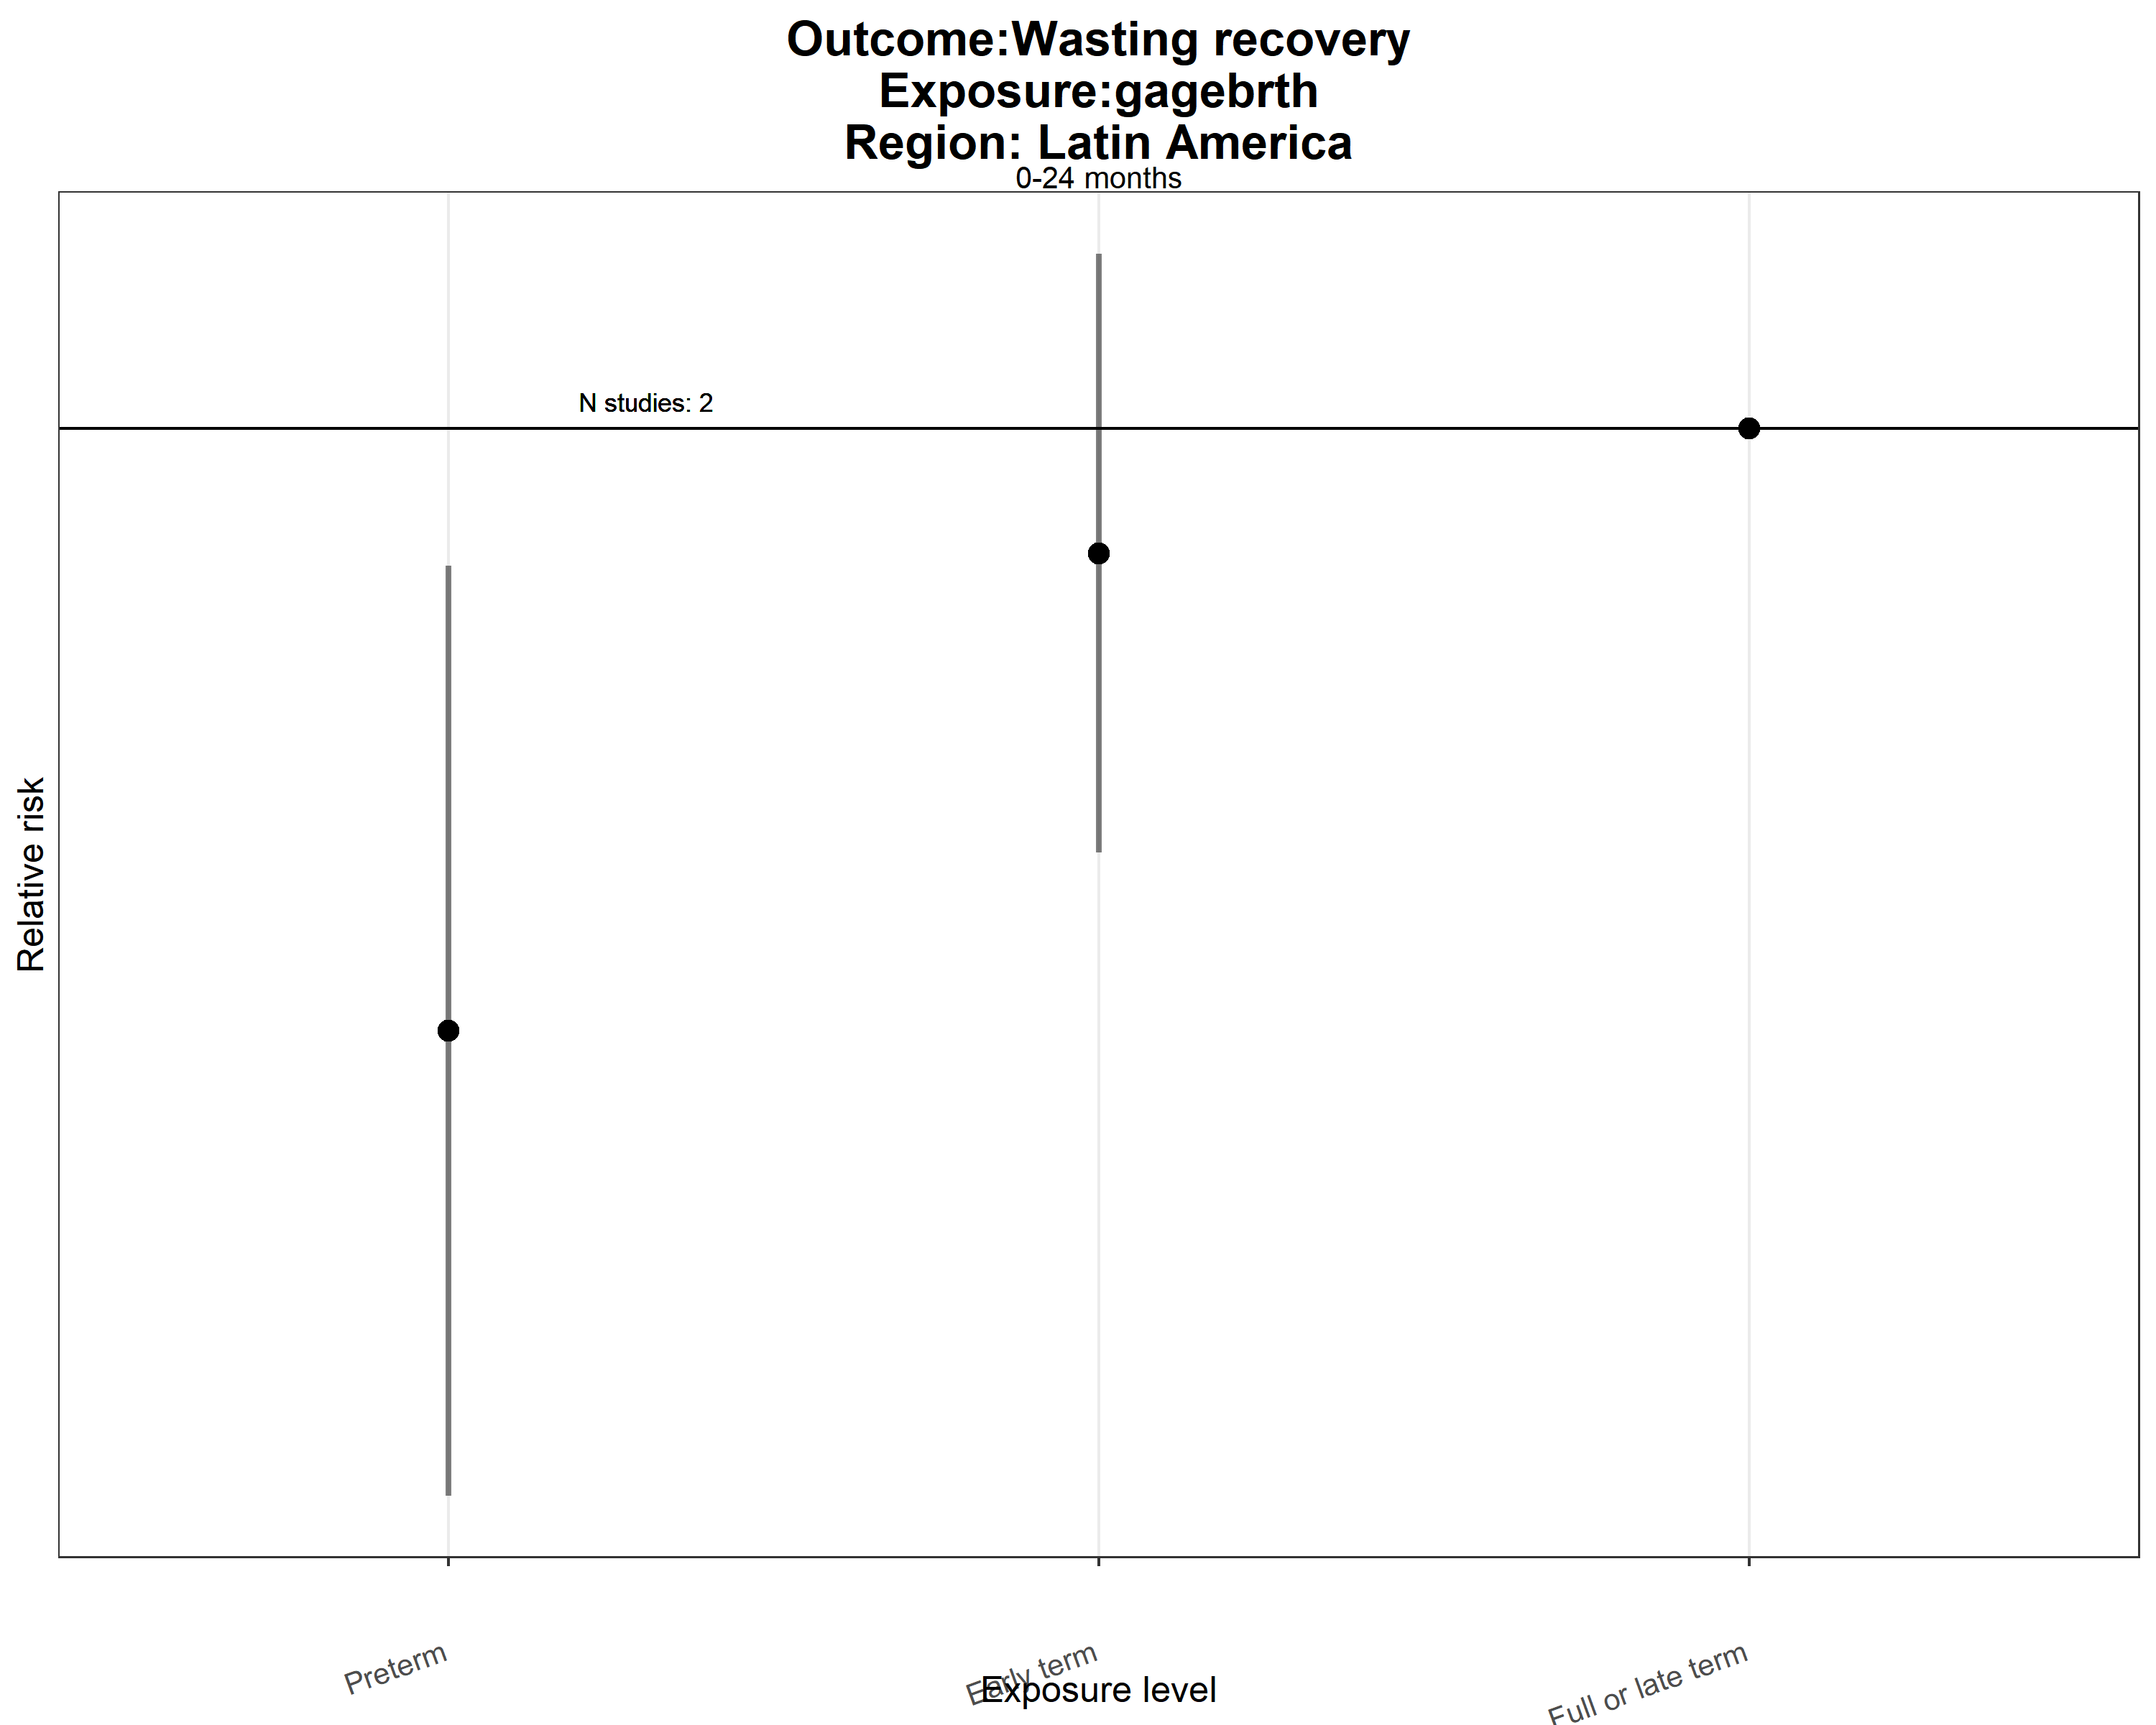 Outcome:Wasting recovery
Exposure:gagebrth
Region: Latin America
0-24 months
N studies: 2
Relative risk
Preterm
Early term
Full or late term
Exposure level